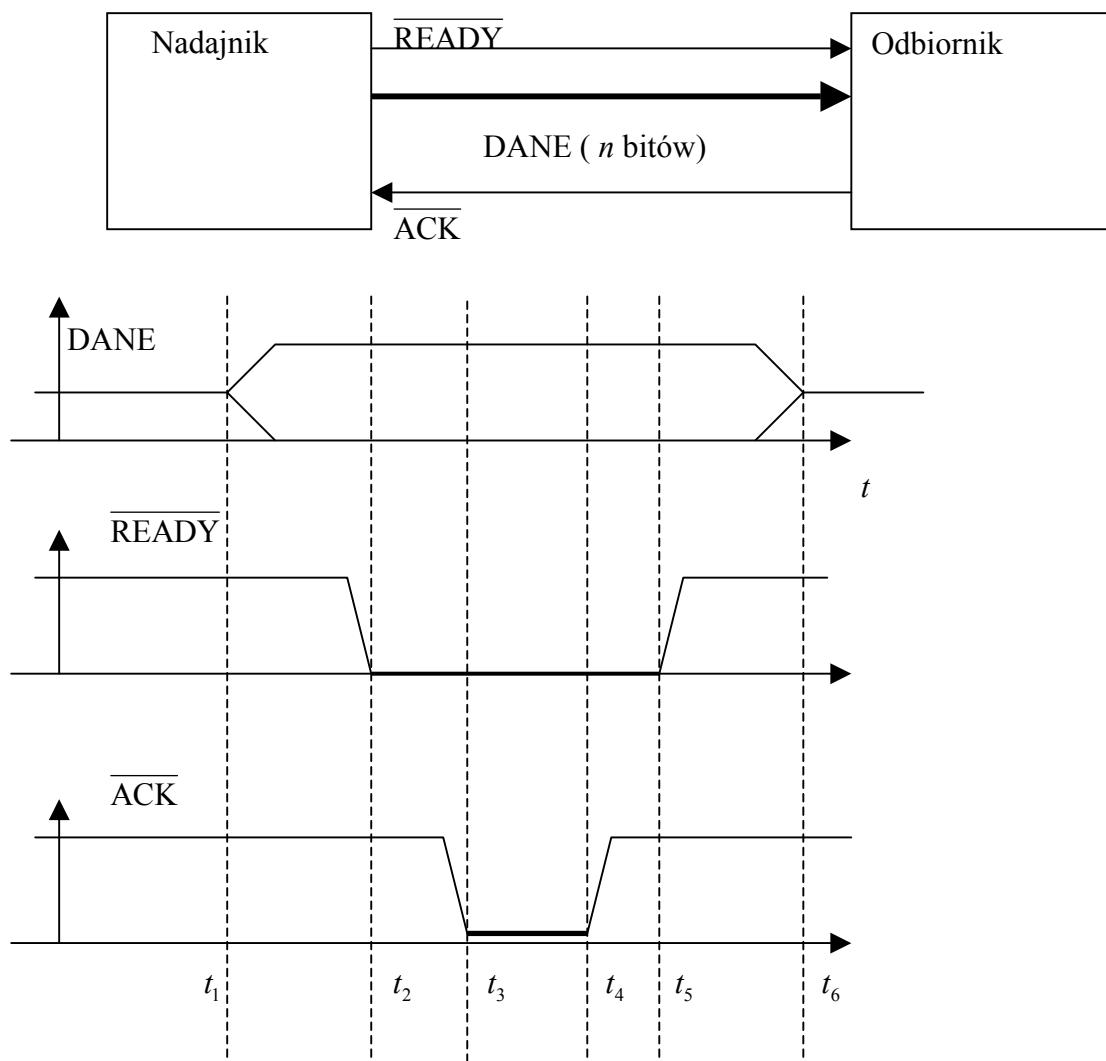 Nadajnik
READY
Odbiornik
DANE ( n bitów)
ACK
DANE
t
READY
ACK
t₁ t₂ t₃ t₄ t₅ t₆